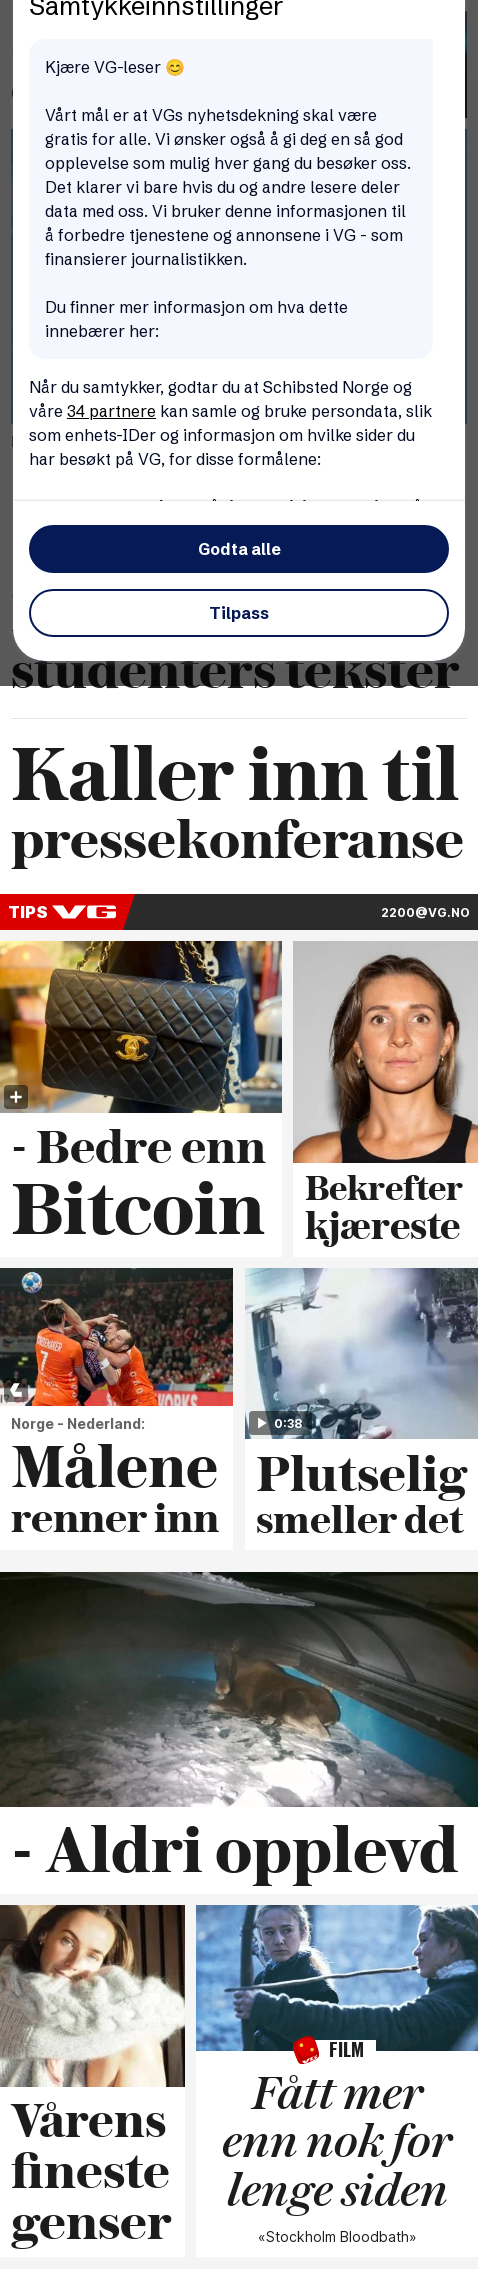 Samtykkeinnstillinger
Kjære VG-leser 😊
Vårt mål er at VGs nyhetsdekning skal være
gratis for alle. Vi ønsker også å gi deg en så god
opplevelse som mulig hver gang du besøker oss.
Det klarer vi bare hvis du og andre lesere deler
data med oss. Vi bruker denne informasjonen til
å forbedre tjenestene og annonsene i VG - som
finansierer journalistikken.
Du finner mer informasjon om hva dette
innebærer her:
Når du samtykker, godtar du at Schibsted Norge og
våre 34 partnere kan samle og bruke persondata, slik
som enhets-IDer og informasjon om hvilke sider du
har besøkt på VG, for disse formålene:
Godta alle
Tilpass
studenters tekster
Kaller inn til
pressekonferanse
TIPS VG
2200@VG.NO
- Bedre enn
Bitcoin
Bekrefter
kjæreste
7
Norge - Nederland:
Målene
renner inn
0:38
Plutselig
smeller det
- Aldri opplevd
Vårens
fineste
genser
FILM
Fått mer
enn nok for
lenge siden
«Stockholm Bloodbath»